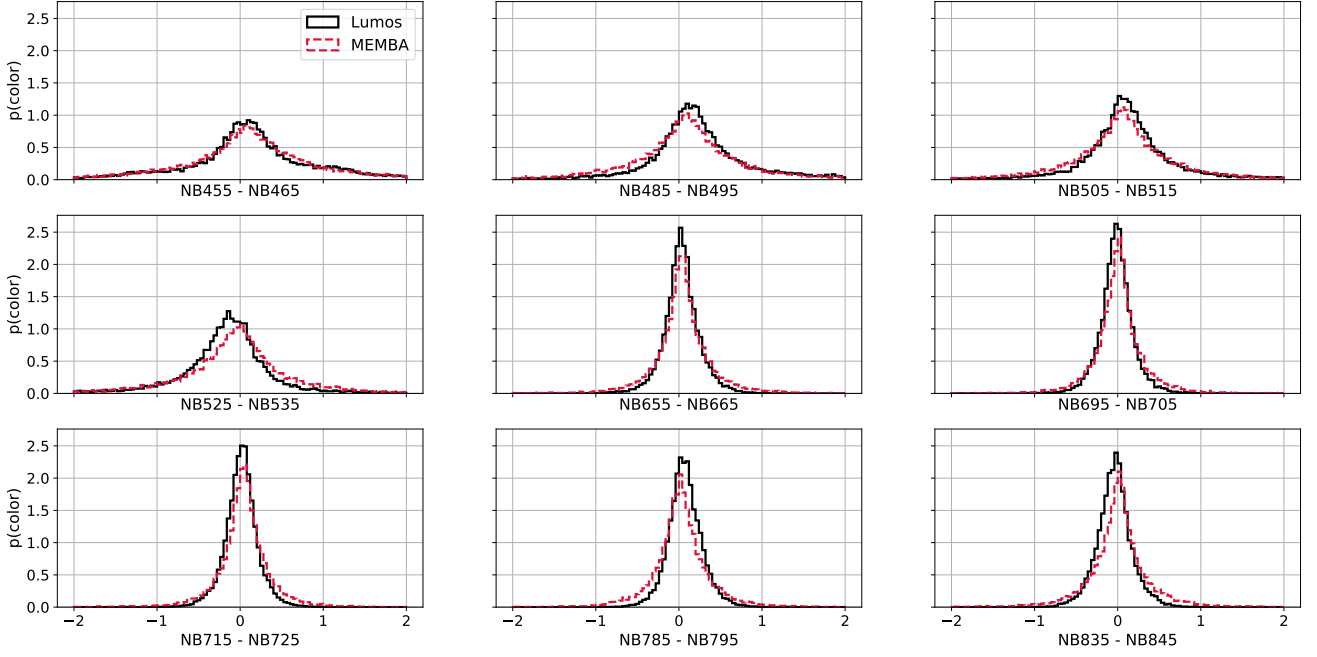 2.5
2.0
1.5
1.0
0.5
0.0
p(color)
Lumos
MEMBA
NB455 - NB465
NB485 - NB495
NB505 - NB515
2.5
2.0
1.5
1.0
0.5
0.0
p(color)
NB525 - NB535
NB655 - NB665
NB695 - NB705
2.5
2.0
1.5
1.0
0.5
0.0
p(color)
−2 −1 0 1 2
−2 −1 0 1 2
−2 −1 0 1 2
NB715 - NB725
NB785 - NB795
NB835 - NB845